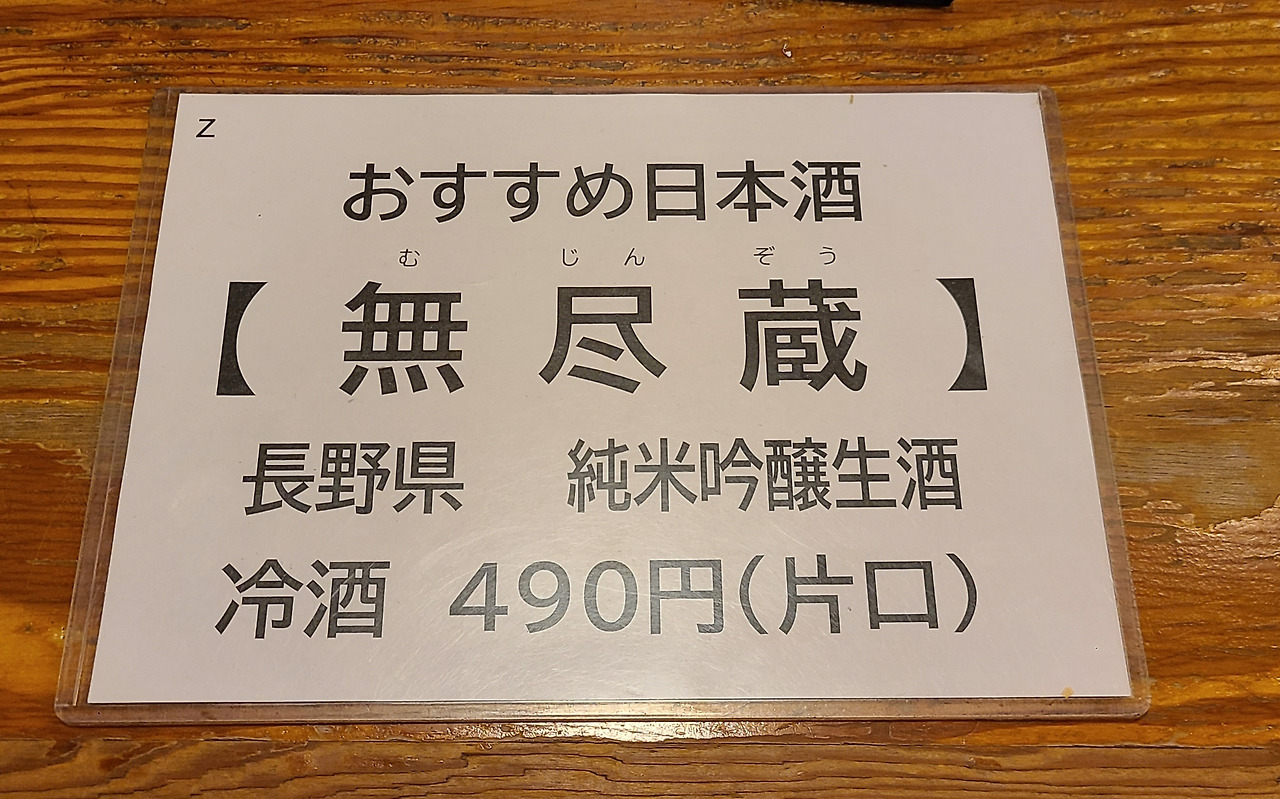 Z
おすすめ日本酒
む じん ぞう
【 無 尽 蔵 】
長野県 純米吟醸生酒
冷酒 490円(片口)